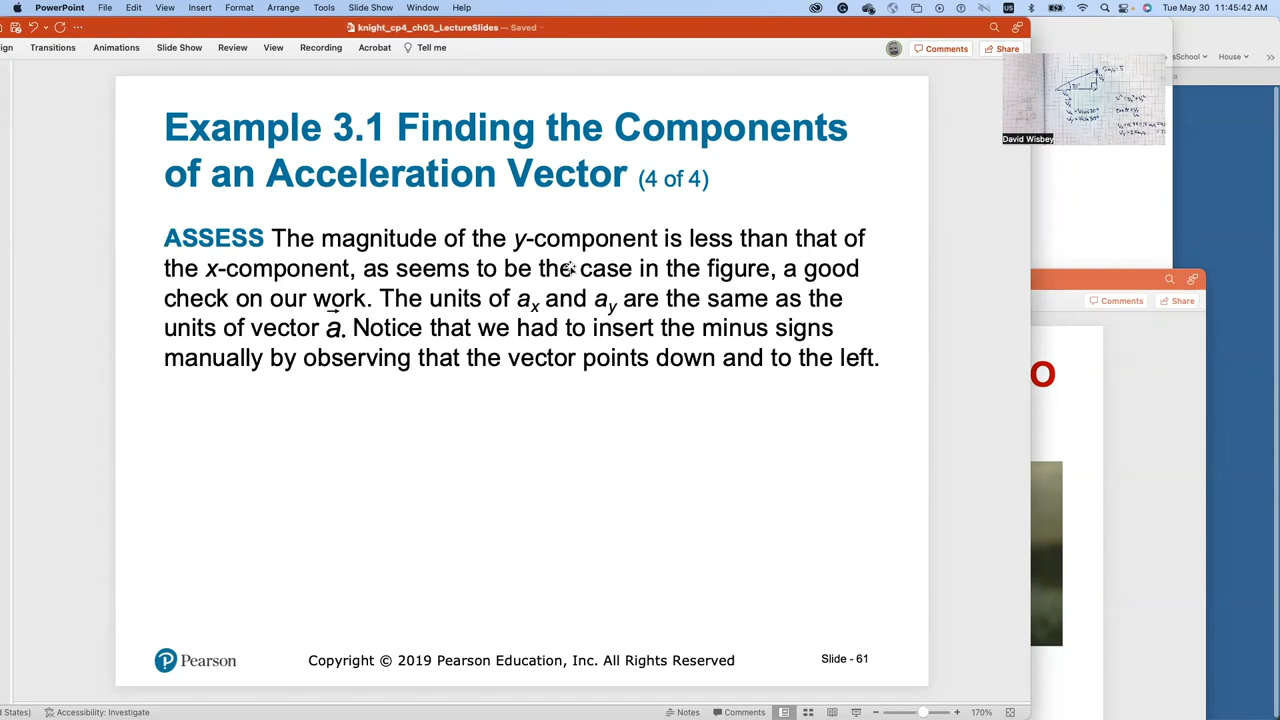 PowerPoint File Edit View Insert Format Arrange Tools Slide Show Window Help Tue May 30 11:45:42 AM
knight_cp4_ch03_LectureSlides — Saved
Transitions Animations Slide Show Review View Recording Acrobat Tell me Comments Share
House
David Wisbey
Example 3.1 Finding the Components
of an Acceleration Vector (4 of 4)
ASSESS The magnitude of the y-component is less than that of
the x-component, as seems to be the case in the figure, a good
check on our work. The units of ax and ay are the same as the
units of vector a. Notice that we had to insert the minus signs
manually by observing that the vector points down and to the left.
Comments Share
O
Pearson
Copyright © 2019 Pearson Education, Inc. All Rights Reserved
Slide - 61
Accessibility: Investigate Notes Comments 170%